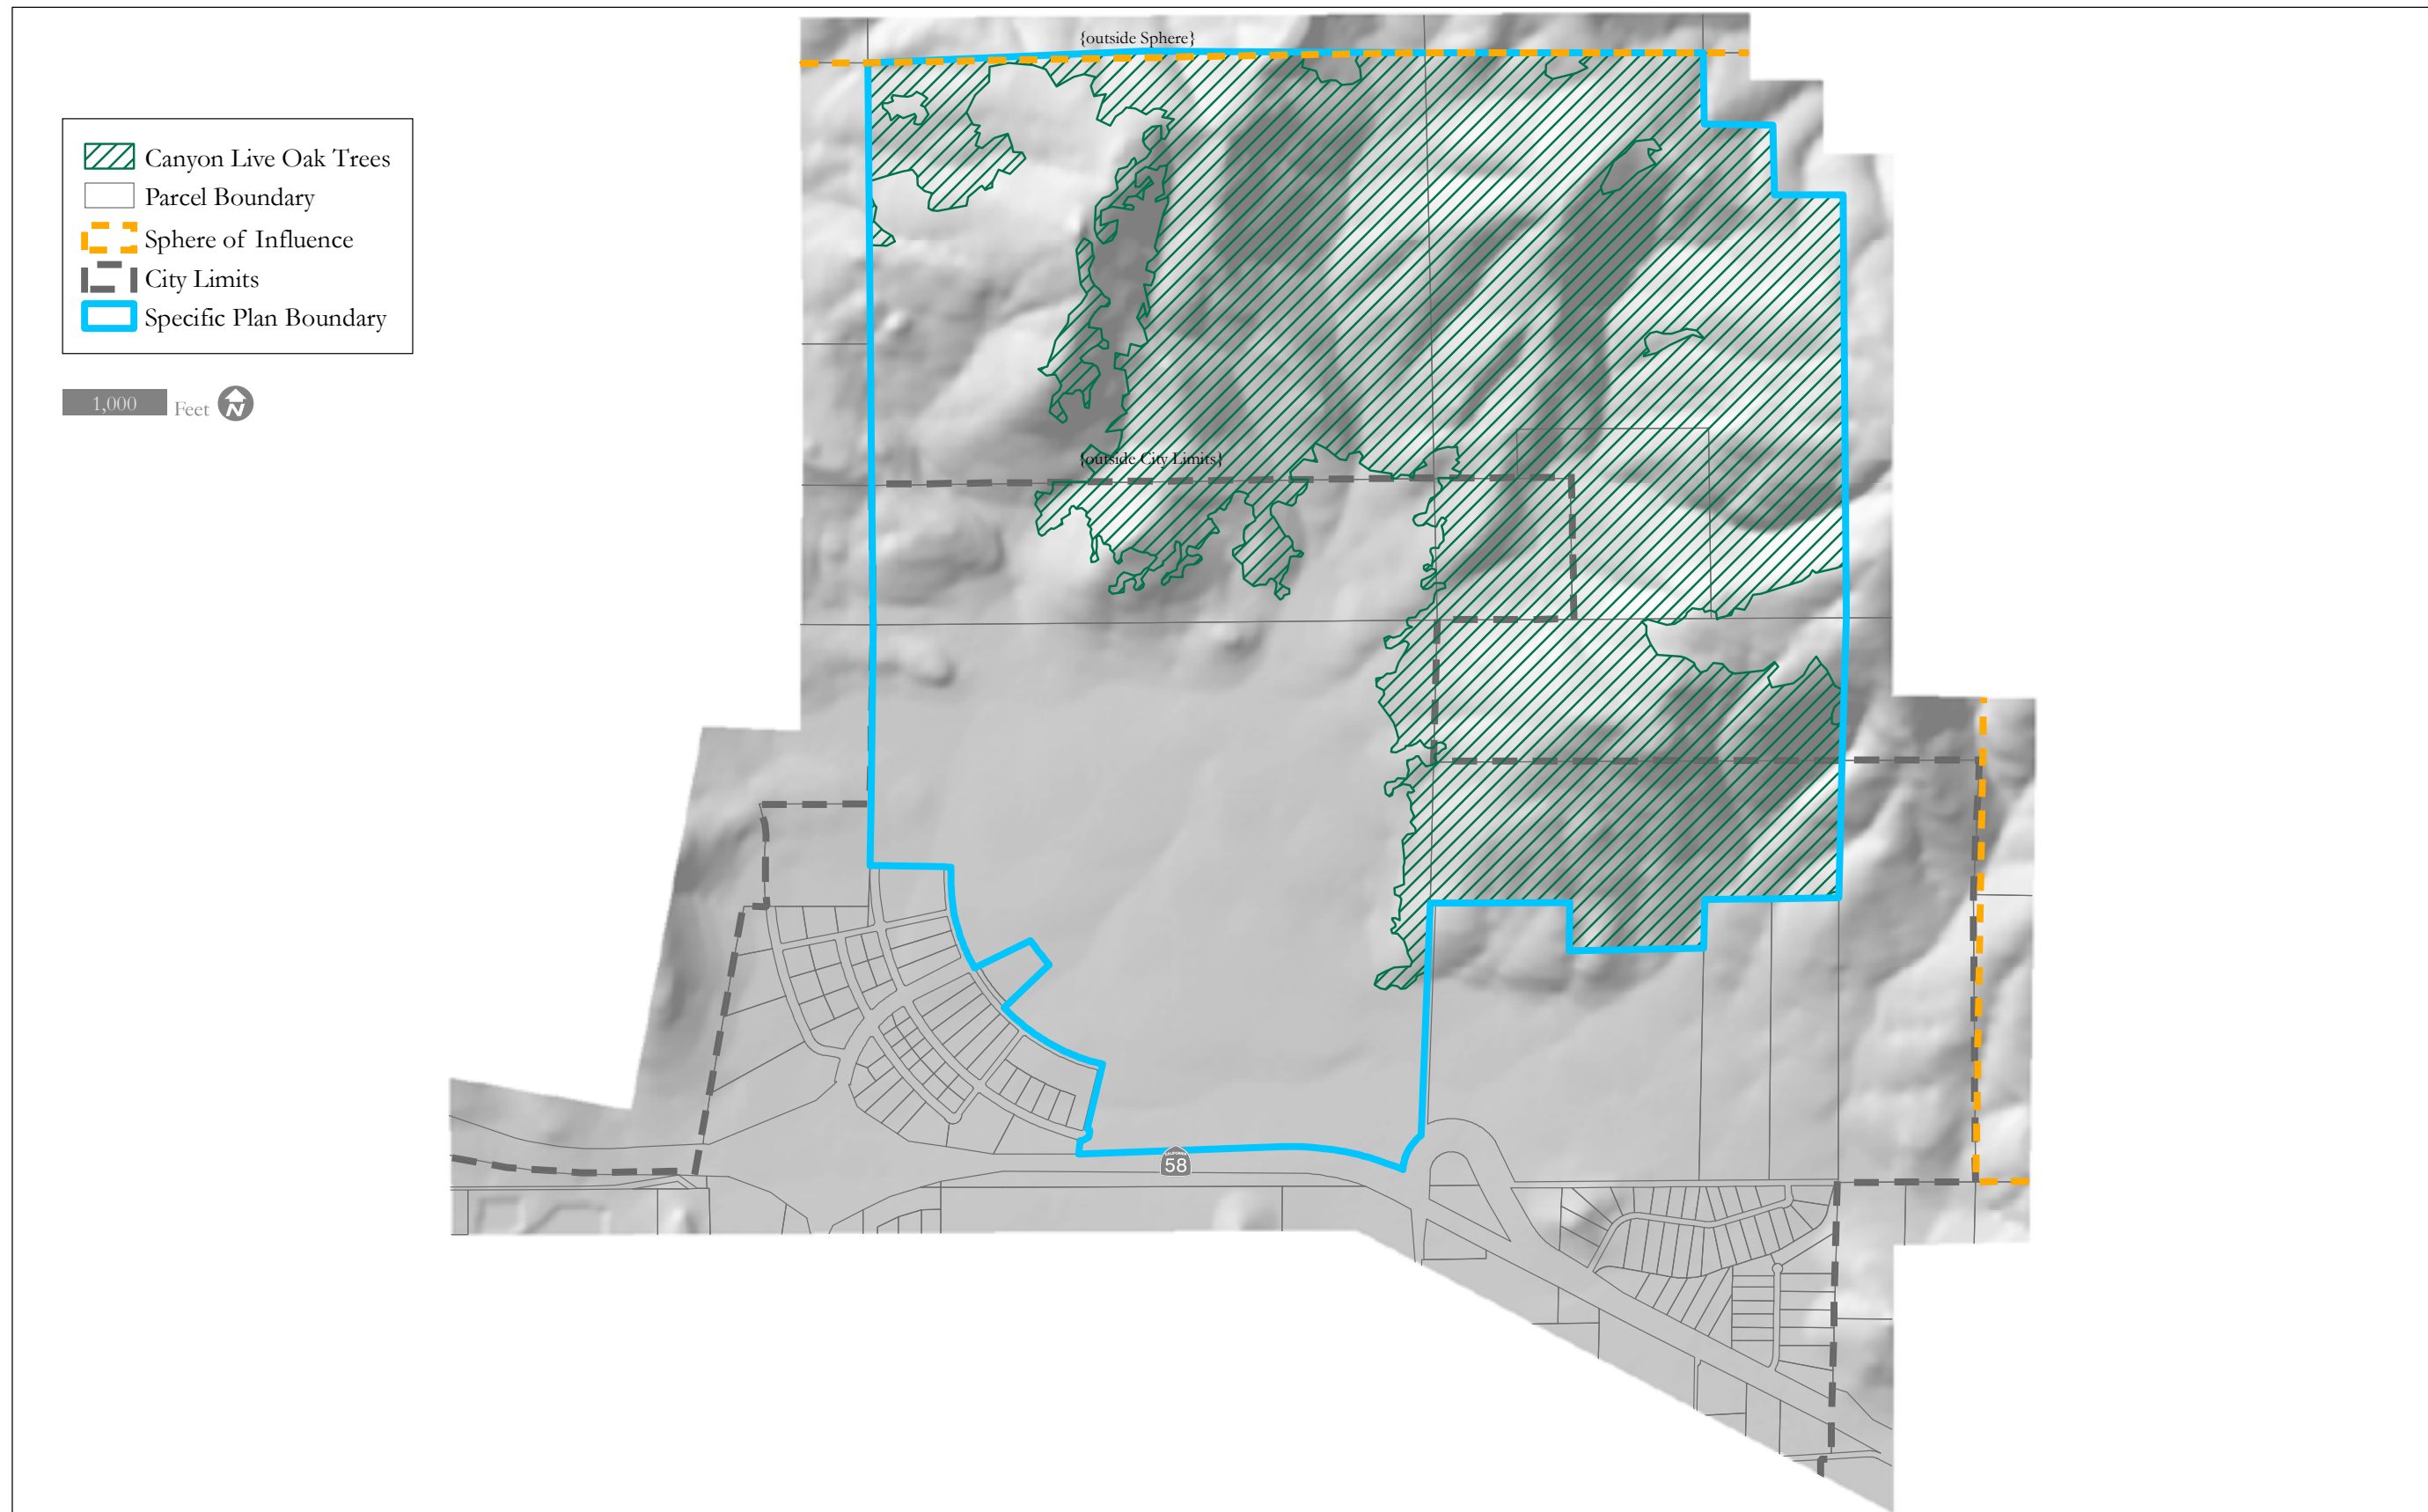 {outside Sphere}
Canyon Live Oak Trees
Parcel Boundary
Sphere of Influence
City Limits
Specific Plan Boundary
1,000 Feet N
{outside City Limits}
CALIFORNIA
58